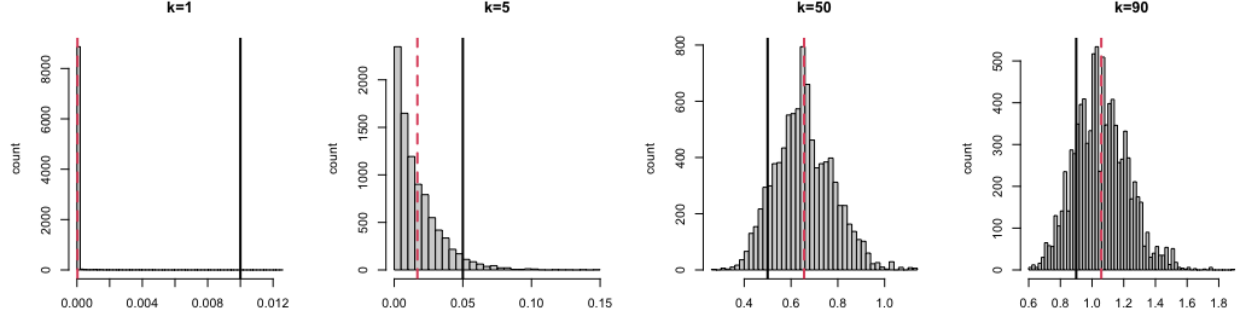 k=1
count
0 2000 4000 6000 8000
0.000 0.004 0.008 0.012
k=5
count
0 500 1000 1500 2000
0.00 0.05 0.10 0.15
k=50
count
0 200 400 600 800
0.4 0.6 0.8 1.0
k=90
count
0 100 200 300 400 500
0.6 0.8 1.0 1.2 1.4 1.6 1.8